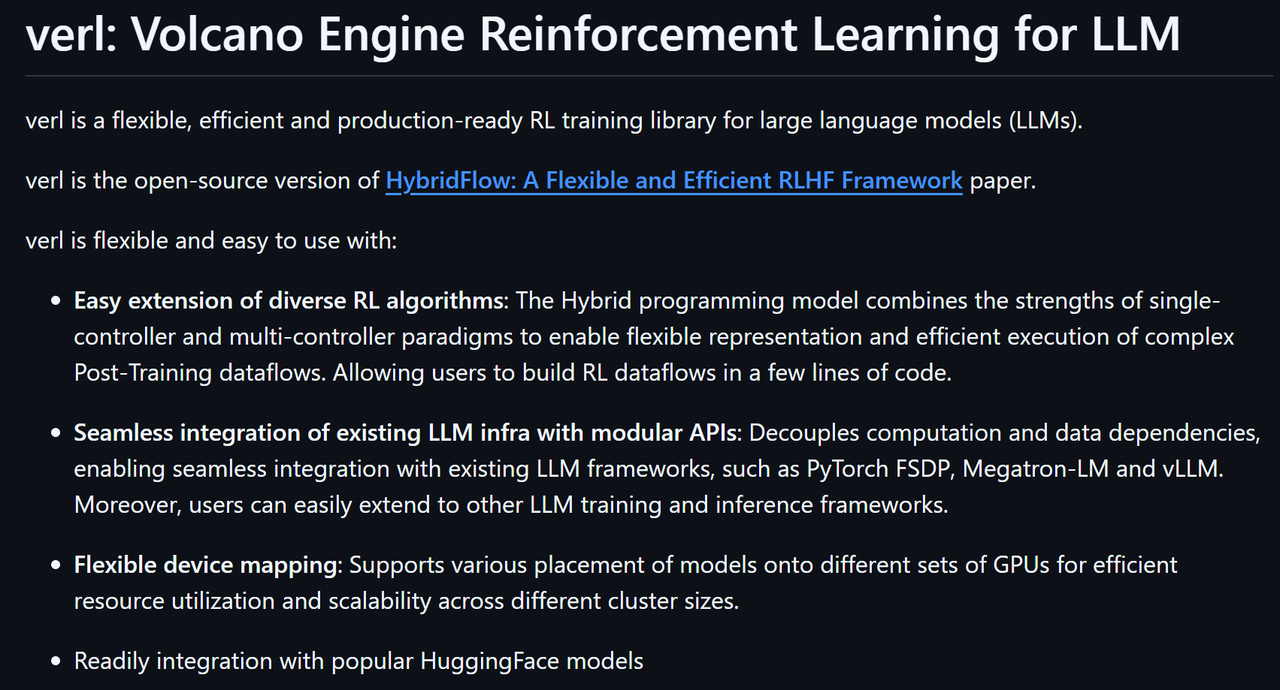 verl: Volcano Engine Reinforcement Learning for LLM
verl is a flexible, efficient and production-ready RL training library for large language models (LLMs).
verl is the open-source version of HybridFlow: A Flexible and Efficient RLHF Framework paper.
verl is flexible and easy to use with:
• Easy extension of diverse RL algorithms: The Hybrid programming model combines the strengths of single-
controller and multi-controller paradigms to enable flexible representation and efficient execution of complex
Post-Training dataflows. Allowing users to build RL dataflows in a few lines of code.
• Seamless integration of existing LLM infra with modular APIs: Decouples computation and data dependencies,
enabling seamless integration with existing LLM frameworks, such as PyTorch FSDP, Megatron-LM and vLLM.
Moreover, users can easily extend to other LLM training and inference frameworks.
• Flexible device mapping: Supports various placement of models onto different sets of GPUs for efficient
resource utilization and scalability across different cluster sizes.
• Readily integration with popular HuggingFace models